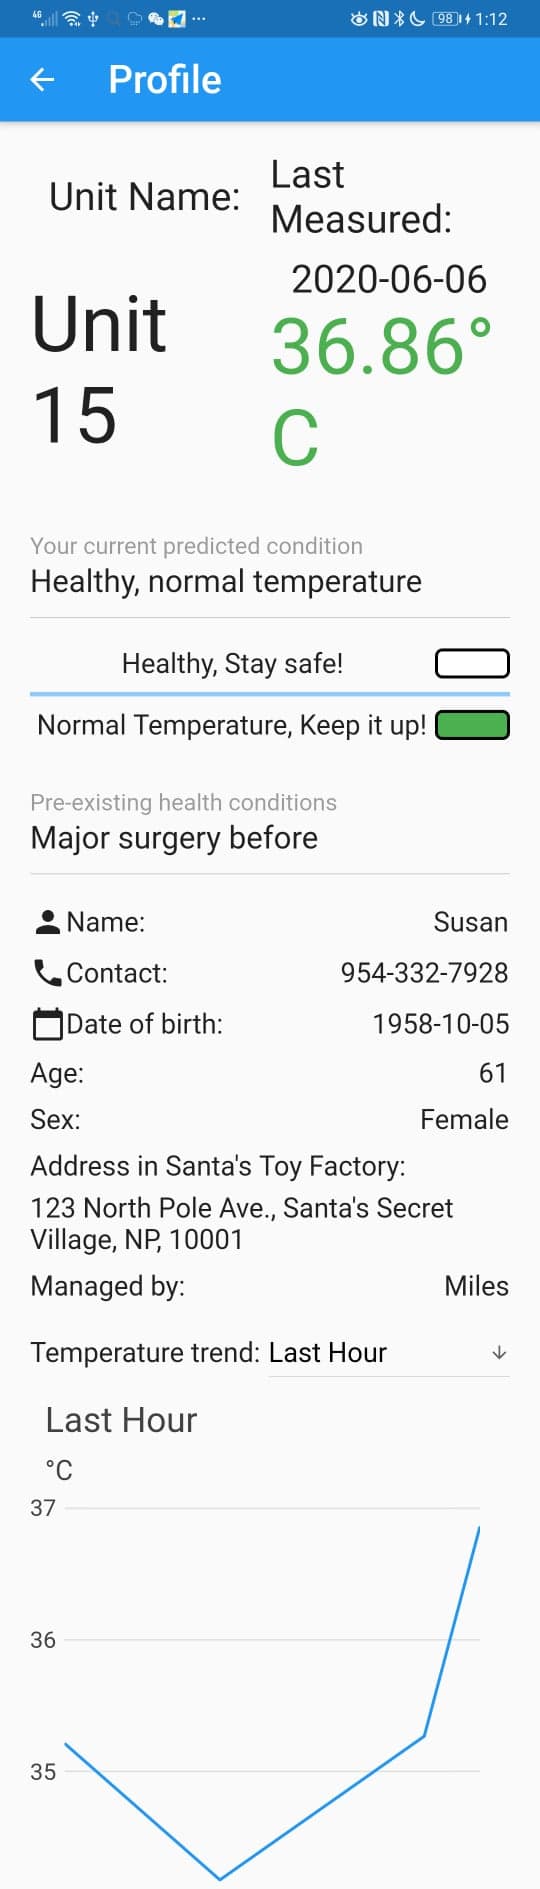 4G 98 1:12
Profile
Unit Name:
Last
Measured:
2020-06-06
Unit
15
36.86°
C
Your current predicted condition
Healthy, normal temperature
Healthy, Stay safe!
Normal Temperature, Keep it up!
Pre-existing health conditions
Major surgery before
Name: Susan
Contact: 954-332-7928
Date of birth: 1958-10-05
Age: 61
Sex: Female
Address in Santa's Toy Factory:
123 North Pole Ave., Santa's Secret
Village, NP, 10001
Managed by: Miles
Temperature trend: Last Hour
Last Hour
°C
37
36
35